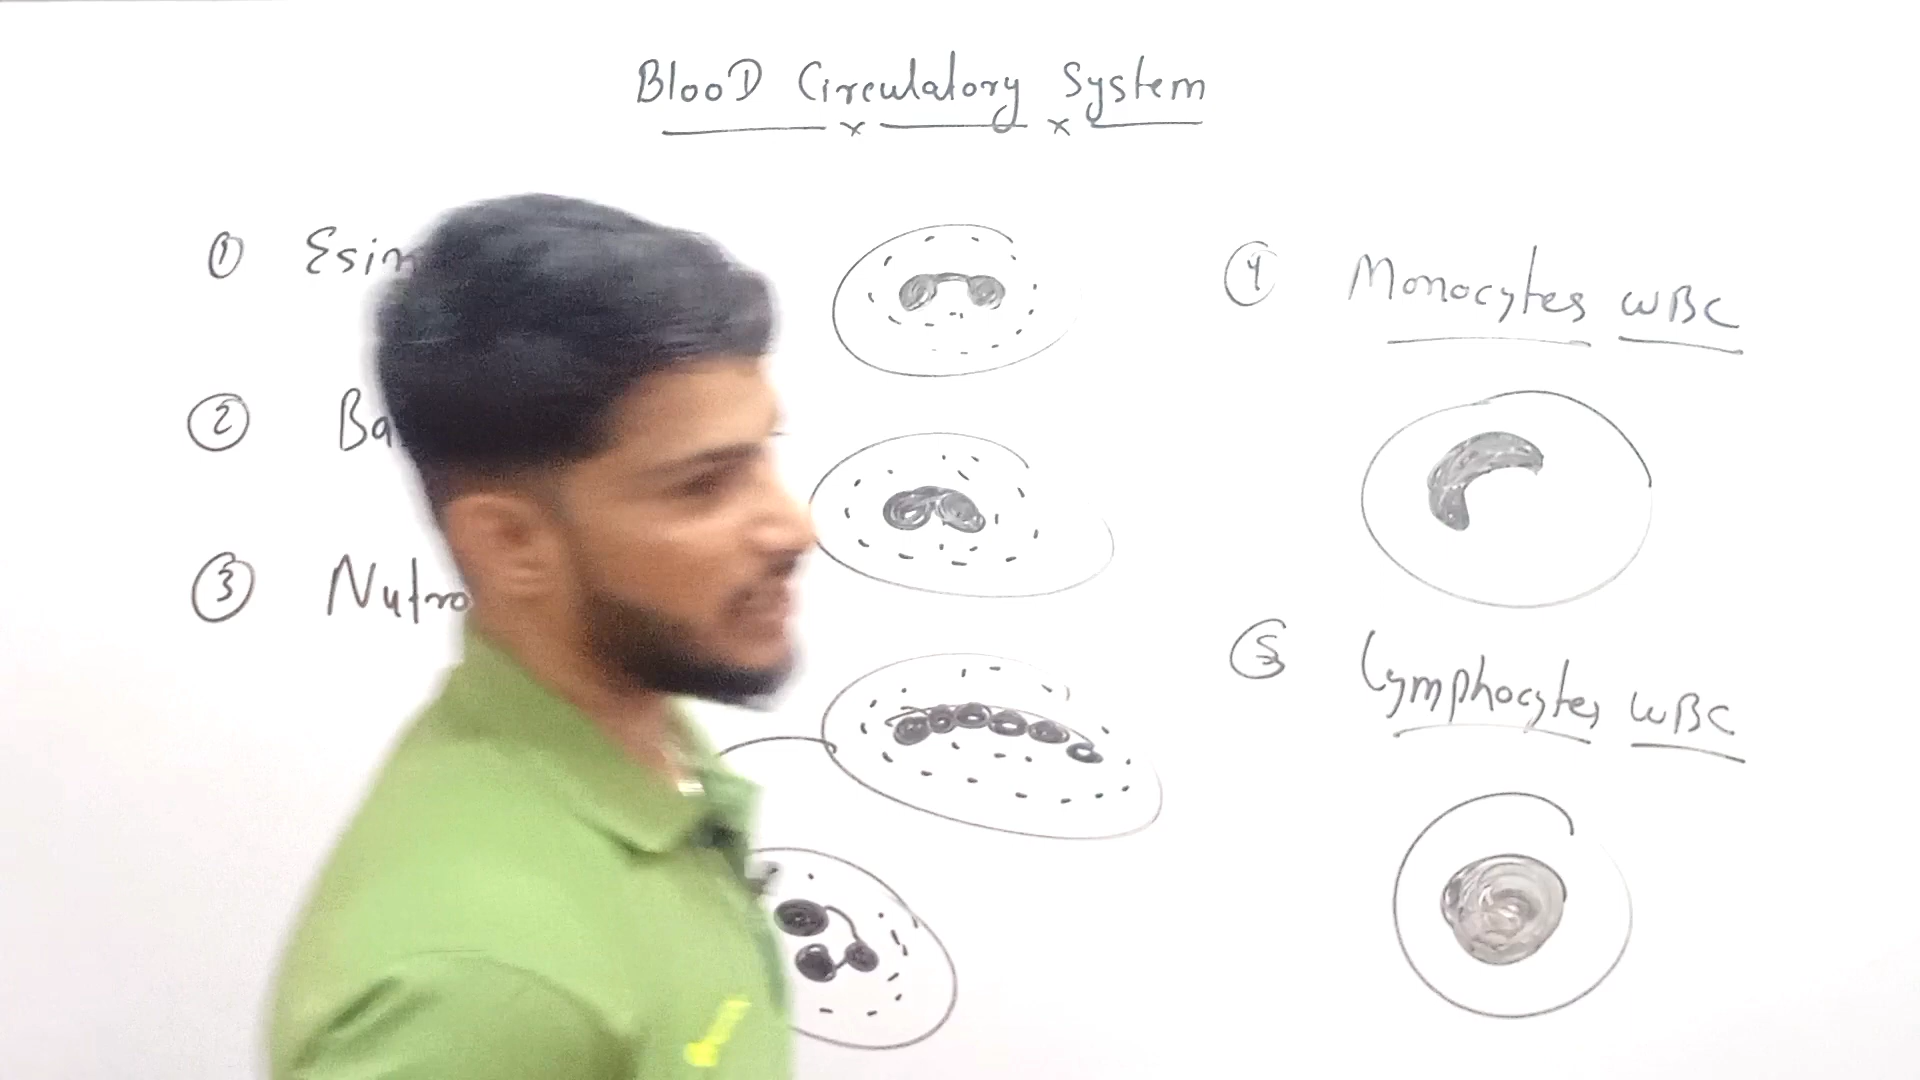 BlooD Circulatory System
① Esin
② Ba
③ Nutro
④ Monocytes WBC
⑤ Lymphocytes WBC